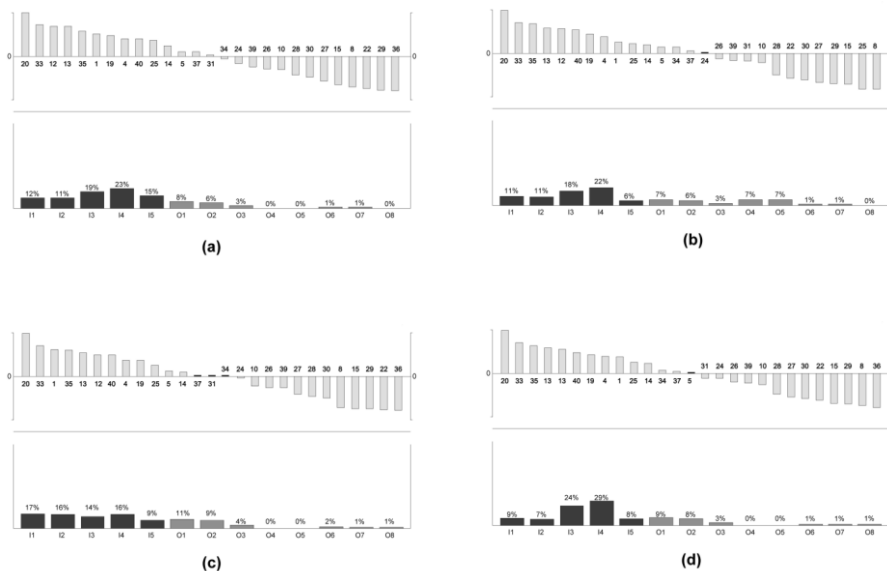 34 24 39 26 10 28 30 27 15 8 22 29 36
0
20 33 12 13 35 1 19 4 40 25 14 5 37 31
12% 11% 19% 23% 15% 8% 6% 3% 0% 0% 1% 1% 0%
I1 I2 I3 I4 I5 O1 O2 O3 O4 O5 O6 O7 O8
(a)
26 39 31 10 28 22 30 27 29 15 25 8
0 0
20 33 35 13 12 40 19 4 1 25 14 5 34 37 24
11% 11% 18% 22% 6% 7% 6% 3% 7% 7% 1% 1% 0%
I1 I2 I3 I4 I5 O1 O2 O3 O4 O5 O6 O7 O8
(b)
34 24 10 26 39 27 28 30 8 15 29 22 36
0 0
20 33 1 35 13 12 40 4 19 25 5 14 37 31
17% 16% 14% 16% 9% 11% 9% 4% 0% 0% 2% 1% 1%
I1 I2 I3 I4 I5 O1 O2 O3 O4 O5 O6 O7 O8
(c)
31 24 26 39 10 28 27 30 22 15 29 8 36
0
20 33 35 13 13 40 19 4 1 25 14 34 37 5
9% 7% 24% 29% 8% 9% 8% 3% 0% 0% 1% 1% 1%
I1 I2 I3 I4 I5 O1 O2 O3 O4 O5 O6 O7 O8
(d)